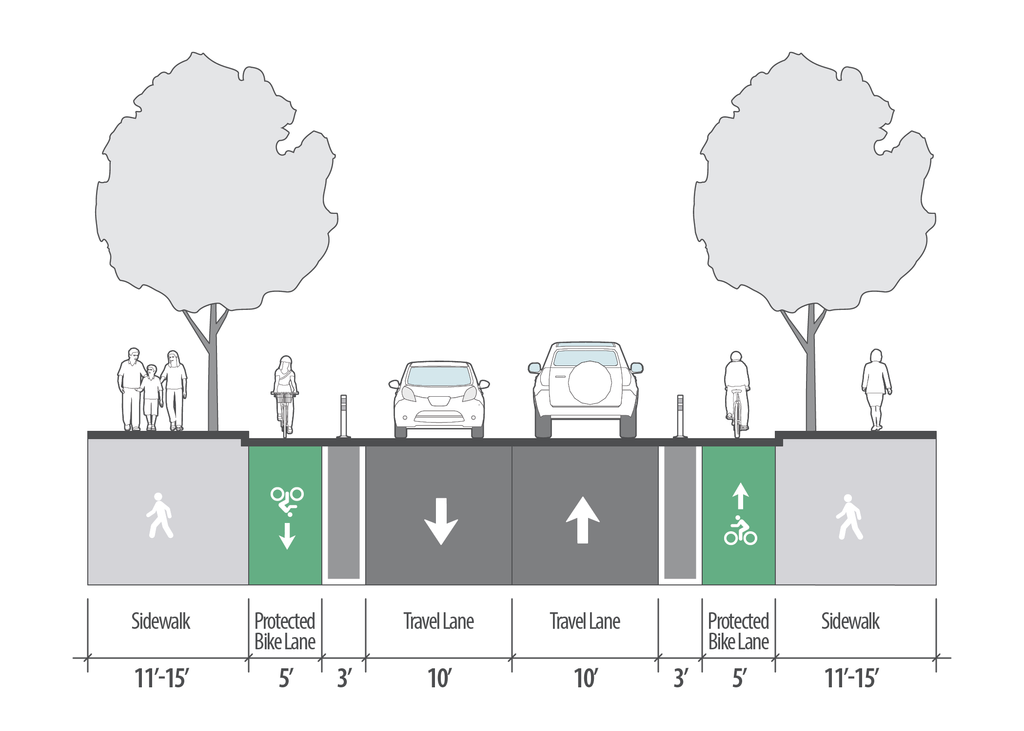 Sidewalk
Protected
Bike Lane
Travel Lane
Travel Lane
Protected
Bike Lane
Sidewalk
11'-15' 5' 3' 10' 10' 3' 5' 11'-15'